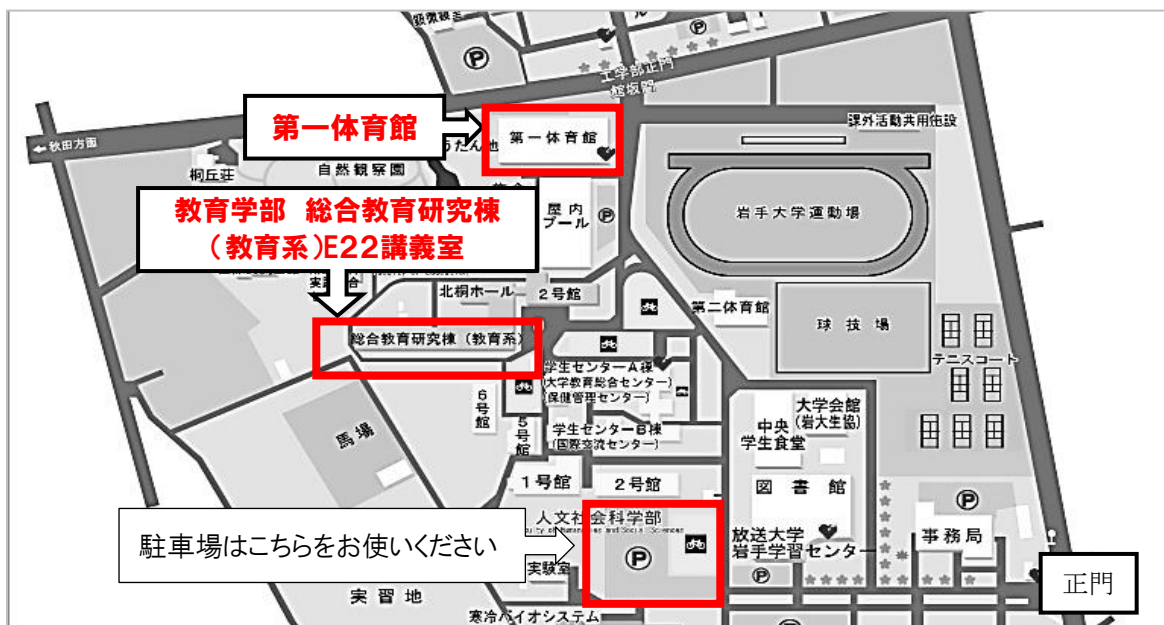 顕微鏡
工学部正門
館坂門
第一体育館
第一体育館
課外活動共用施設
←秋田方面
桐丘荘
自然観察園
教育学部 総合教育研究棟
(教育系)E22講義室
屋内
プール
岩手大学運動場
北桐ホール
2号館
第二体育館
球技場
総合教育研究棟(教育系)
テニスコート
学生センターA棟
(大学教育総合センター)
(保健管理センター)
6号館
5号館
学生センターB棟
(国際交流センター)
大学会館
(岩大生協)
中央
学生食堂
馬場
1号館
2号館
図書館
人文社会科学部
駐車場はこちらをお使いください
放送大学
岩手学習センター
事務局
実験室
正門
実習地
寒冷バイオシステム